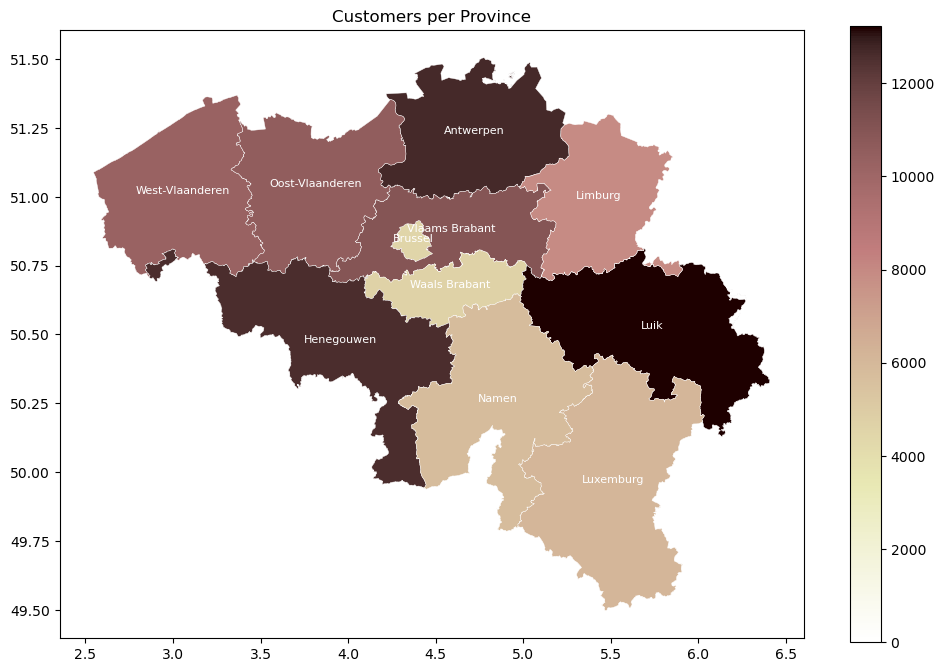 Customers per Province
51.50
51.25
51.00
50.75
50.50
50.25
50.00
49.75
49.50
2.5 3.0 3.5 4.0 4.5 5.0 5.5 6.0 6.5
Antwerpen
West-Vlaanderen
Oost-Vlaanderen
Limburg
Vlaams Brabant
Brussel
Waals Brabant
Luik
Henegouwen
Namen
Luxemburg
12000
10000
8000
6000
4000
2000
0